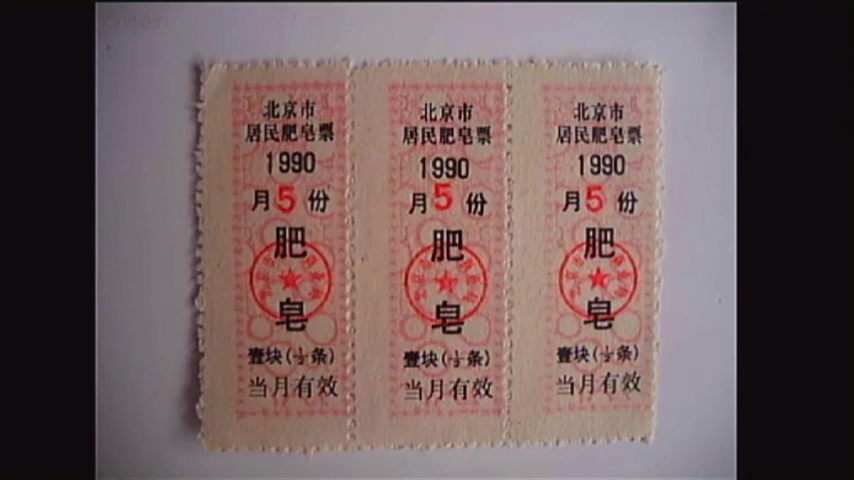 北京市
居民肥皂票
1990
月5份
肥
皂
壹块(½条)
当月有效
北京市
居民肥皂票
1990
月5份
肥
皂
壹块(½条)
当月有效
北京市
居民肥皂票
1990
月5份
肥
皂
壹块(½条)
当月有效